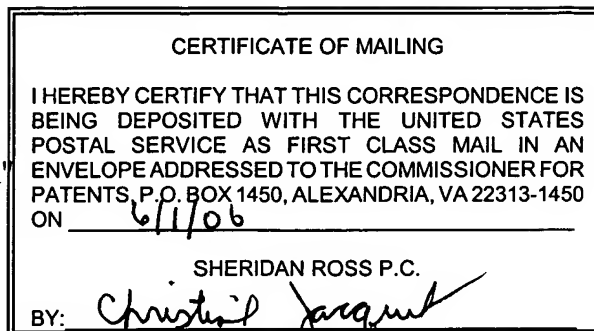 CERTIFICATE OF MAILING
I HEREBY CERTIFY THAT THIS CORRESPONDENCE IS
BEING DEPOSITED WITH THE UNITED STATES
POSTAL SERVICE AS FIRST CLASS MAIL IN AN
ENVELOPE ADDRESSED TO THE COMMISSIONER FOR
PATENTS, P.O. BOX 1450, ALEXANDRIA, VA 22313-1450
ON 6/1/06
SHERIDAN ROSS P.C.
BY: